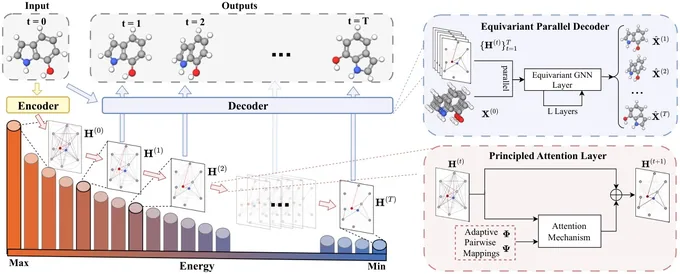 Input
Outputs
t = 0
t = 1
t = 2
t = T
...
Encoder
Decoder
H(0)
H(1)
H(2)
...
H(T)
Max
Energy
Min
Equivariant Parallel Decoder
{H(t)}T t=1
parallel
X(0)
Equivariant GNN
Layer
L Layers
X̂(1)
X̂(2)
...
X̂(T)
Principled Attention Layer
H(t)
H(t+1)
Adaptive
Pairwise
Mappings
Φ
Ψ
Attention
Mechanism